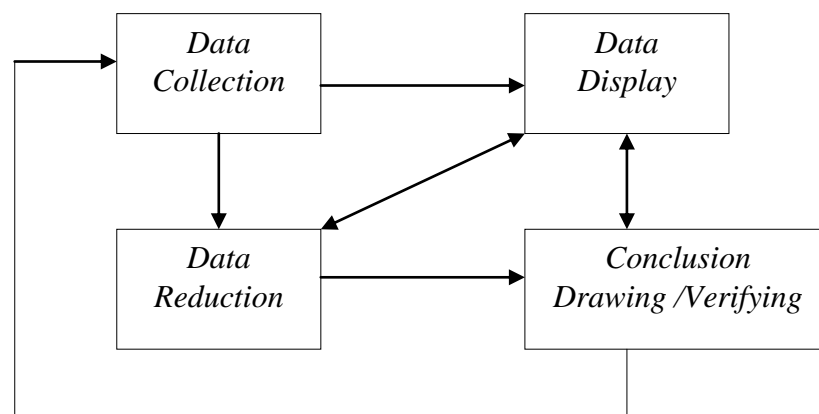 Data
Collection
Data
Display
Data
Reduction
Conclusion
Drawing /Verifying